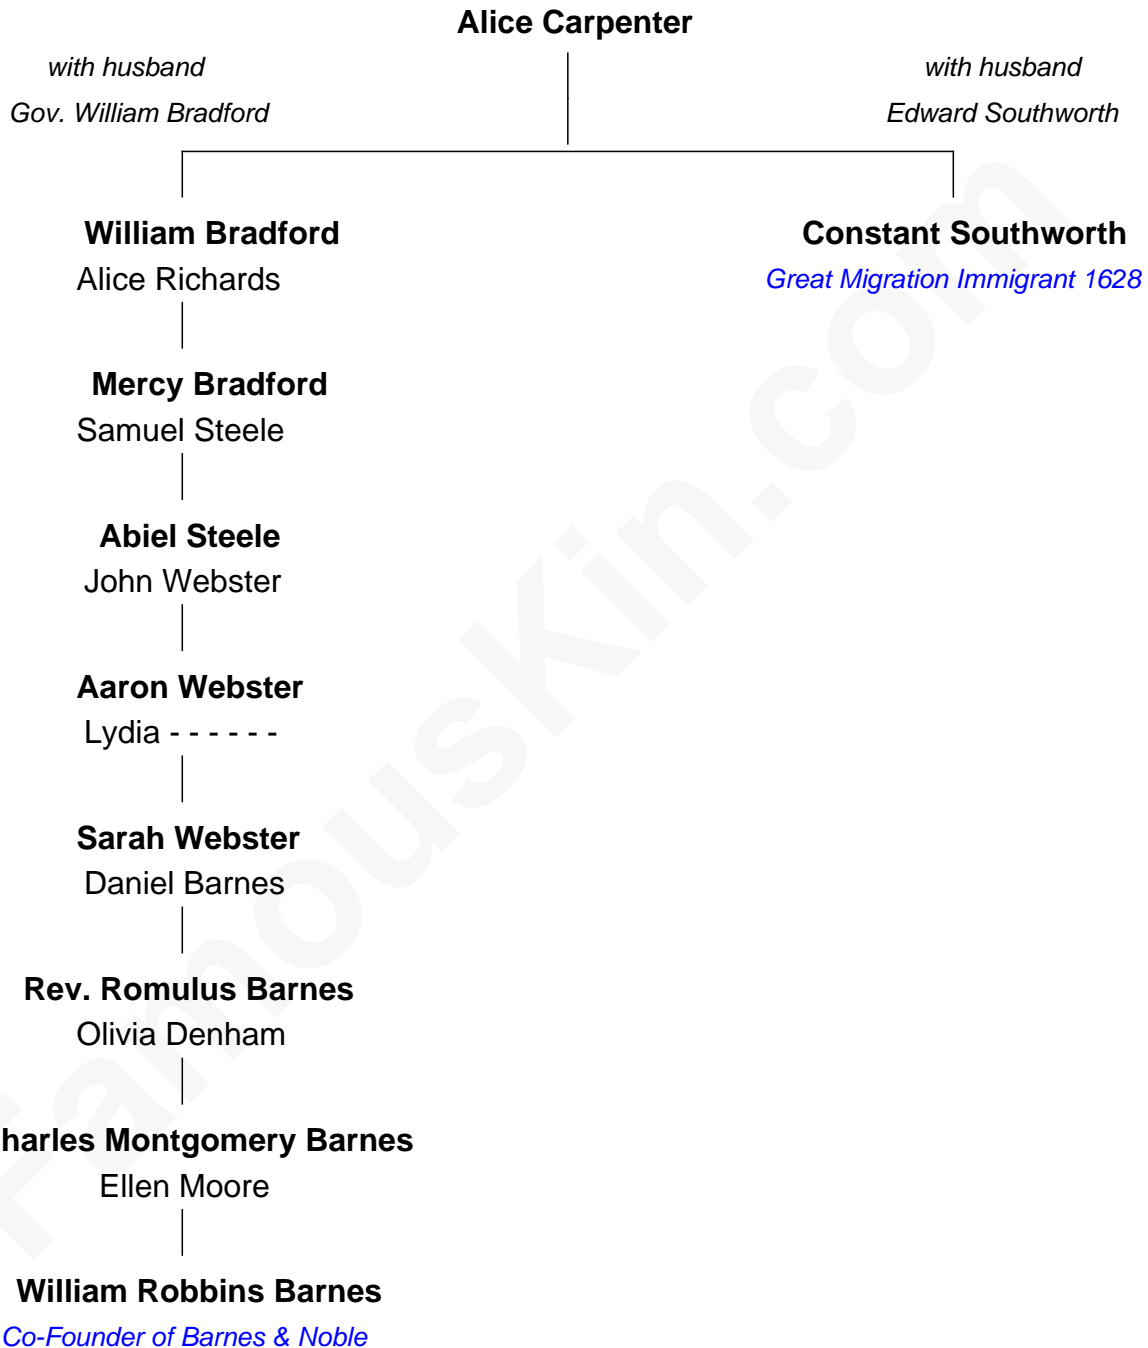 Alice Carpenter
with husband
Gov. William Bradford
with husband
Edward Southworth
William Bradford
Alice Richards
Constant Southworth
Great Migration Immigrant 1628
Mercy Bradford
Samuel Steele
Abiel Steele
John Webster
Aaron Webster
Lydia - - - - - -
Sarah Webster
Daniel Barnes
Rev. Romulus Barnes
Olivia Denham
harles Montgomery Barnes
Ellen Moore
William Robbins Barnes
Co-Founder of Barnes & Noble
FamousKin.com